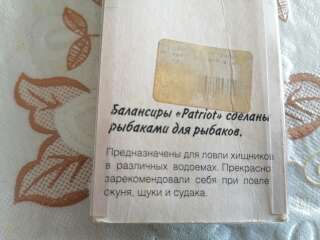 Балансиры «Patriot» сделаны
рыбаками для рыбаков.
Предназначены для ловли хищников
в различных водоемах. Прекрасно
зарекомендовали себя при ловле
окуня, щуки и судака.